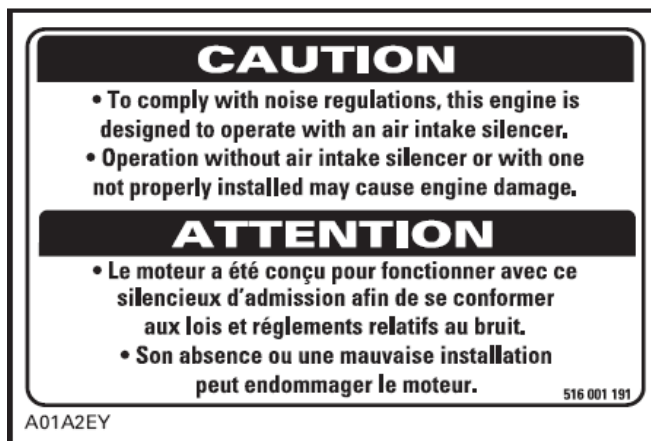 CAUTION
• To comply with noise regulations, this engine is
designed to operate with an air intake silencer.
• Operation without air intake silencer or with one
not properly installed may cause engine damage.
ATTENTION
• Le moteur a été conçu pour fonctionner avec ce
silencieux d'admission afin de se conformer
aux lois et réglements relatifs au bruit.
• Son absence ou une mauvaise installation
peut endommager le moteur.
516 001 191
A01A2EY